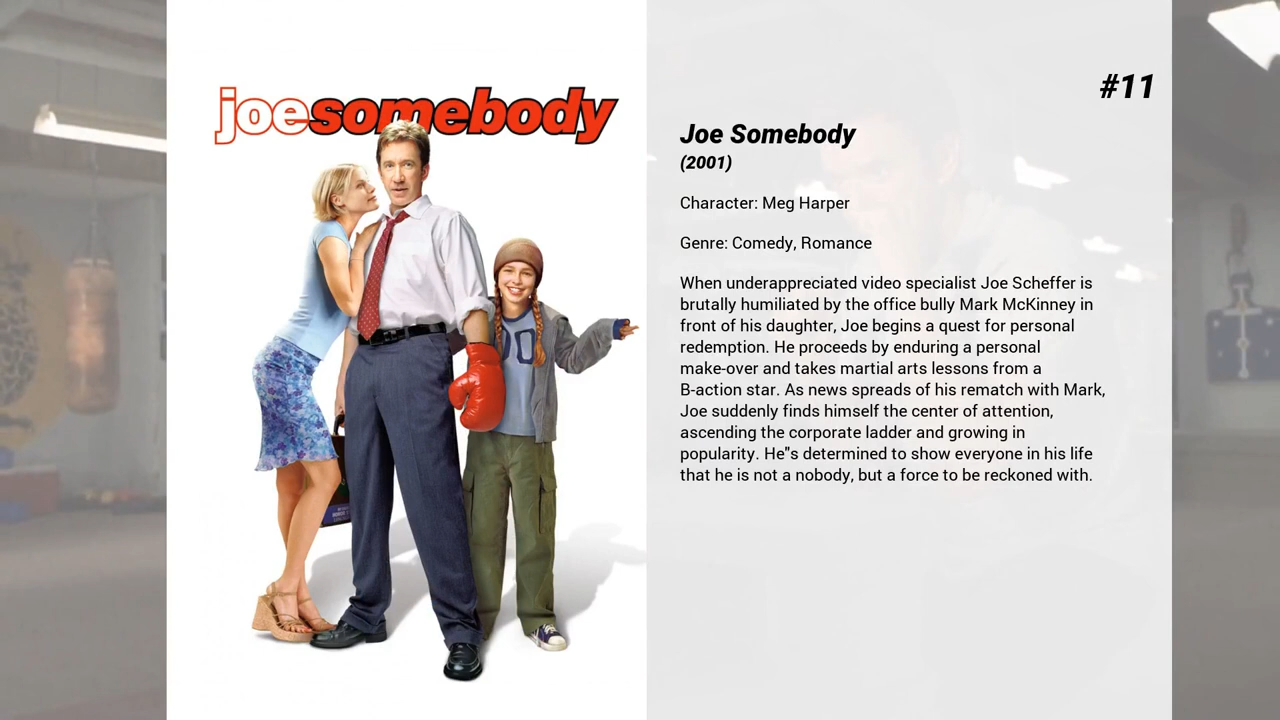 joesomebody
#11
Joe Somebody
(2001)
Character: Meg Harper
Genre: Comedy, Romance
When underappreciated video specialist Joe Scheffer is
brutally humiliated by the office bully Mark McKinney in
front of his daughter, Joe begins a quest for personal
redemption. He proceeds by enduring a personal
make-over and takes martial arts lessons from a
B-action star. As news spreads of his rematch with Mark,
Joe suddenly finds himself the center of attention,
ascending the corporate ladder and growing in
popularity. He"s determined to show everyone in his life
that he is not a nobody, but a force to be reckoned with.